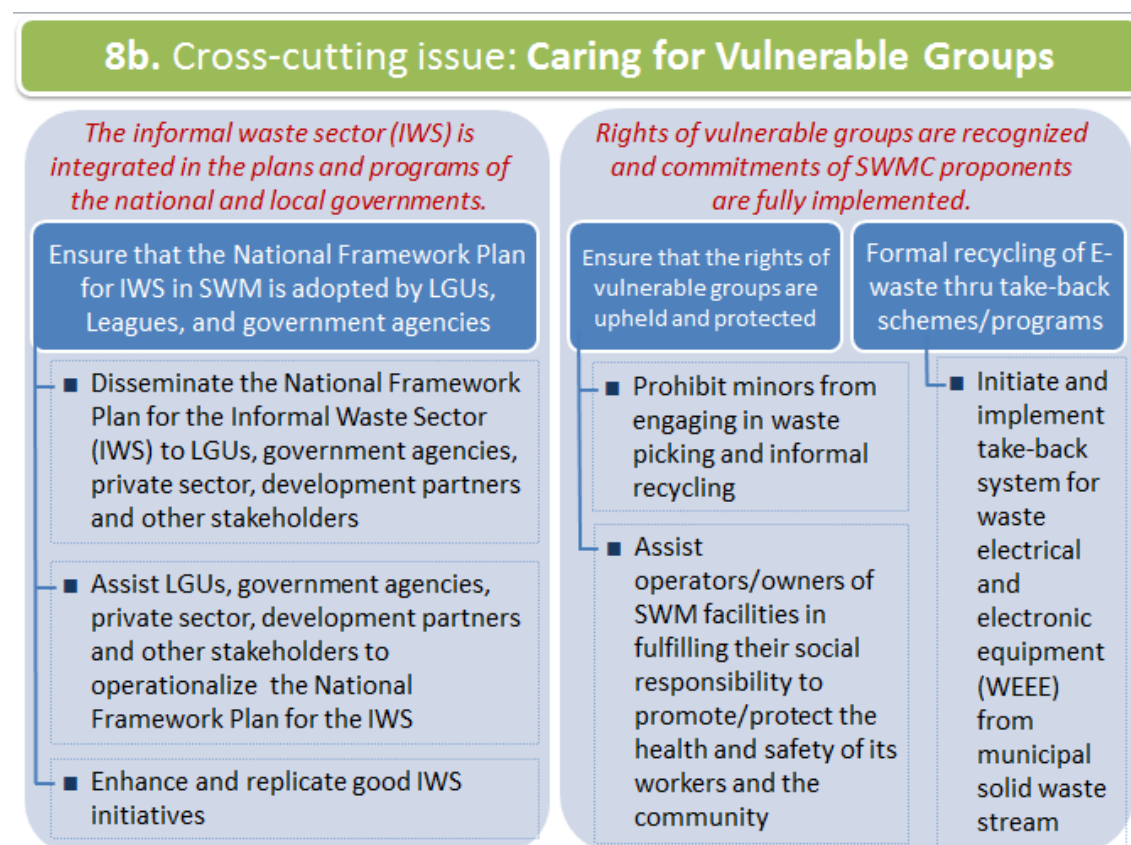 8b. Cross-cutting issue: Caring for Vulnerable Groups
The informal waste sector (IWS) is
integrated in the plans and programs of
the national and local governments.
Ensure that the National Framework Plan
for IWS in SWM is adopted by LGUs,
Leagues, and government agencies
■ Disseminate the National Framework
Plan for the Informal Waste Sector
(IWS) to LGUs, government agencies,
private sector, development partners
and other stakeholders
■ Assist LGUs, government agencies,
private sector, development partners
and other stakeholders to
operationalize the National
Framework Plan for the IWS
■ Enhance and replicate good IWS
initiatives
Rights of vulnerable groups are recognized
and commitments of SWMC proponents
are fully implemented.
Ensure that the rights of
vulnerable groups are
upheld and protected
■ Prohibit minors from
engaging in waste
picking and informal
recycling
■ Assist
operators/owners of
SWM facilities in
fulfilling their social
responsibility to
promote/protect the
health and safety of its
workers and the
community
Formal recycling of E-
waste thru take-back
schemes/programs
■ Initiate and
implement
take-back
system for
waste
electrical
and
electronic
equipment
(WEEE)
from
municipal
solid waste
stream